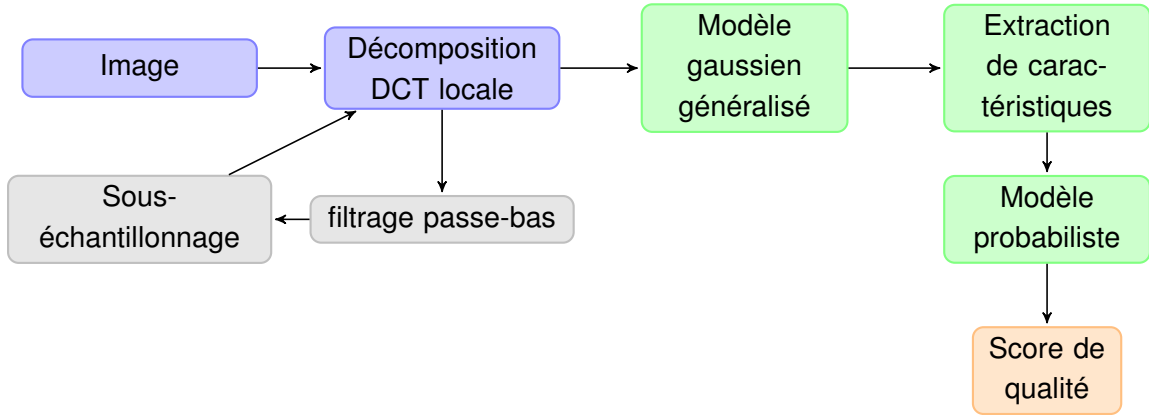 Image
Décomposition
DCT locale
Modèle
gaussien
généralisé
Extraction
de carac-
téristiques
Sous-
échantillonnage
filtrage passe-bas
Modèle
probabiliste
Score de
qualité